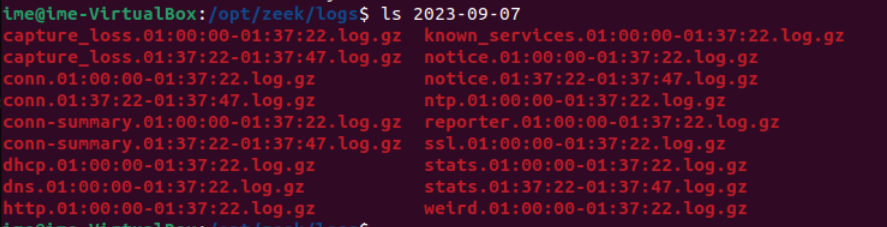 ime@ime-VirtualBox:/opt/zeek/logs$ ls 2023-09-07
capture_loss.01:00:00-01:37:22.log.gz  known_services.01:00:00-01:37:22.log.gz
capture_loss.01:37:22-01:37:47.log.gz  notice.01:00:00-01:37:22.log.gz
conn.01:00:00-01:37:22.log.gz          notice.01:37:22-01:37:47.log.gz
conn.01:37:22-01:37:47.log.gz          ntp.01:00:00-01:37:22.log.gz
conn-summary.01:00:00-01:37:22.log.gz  reporter.01:00:00-01:37:22.log.gz
conn-summary.01:37:22-01:37:47.log.gz  ssl.01:00:00-01:37:22.log.gz
dhcp.01:00:00-01:37:22.log.gz          stats.01:00:00-01:37:22.log.gz
dns.01:00:00-01:37:22.log.gz           stats.01:37:22-01:37:47.log.gz
http.01:00:00-01:37:22.log.gz          weird.01:00:00-01:37:22.log.gz
ime@ime-VirtualBox:/opt/zeek/logs$